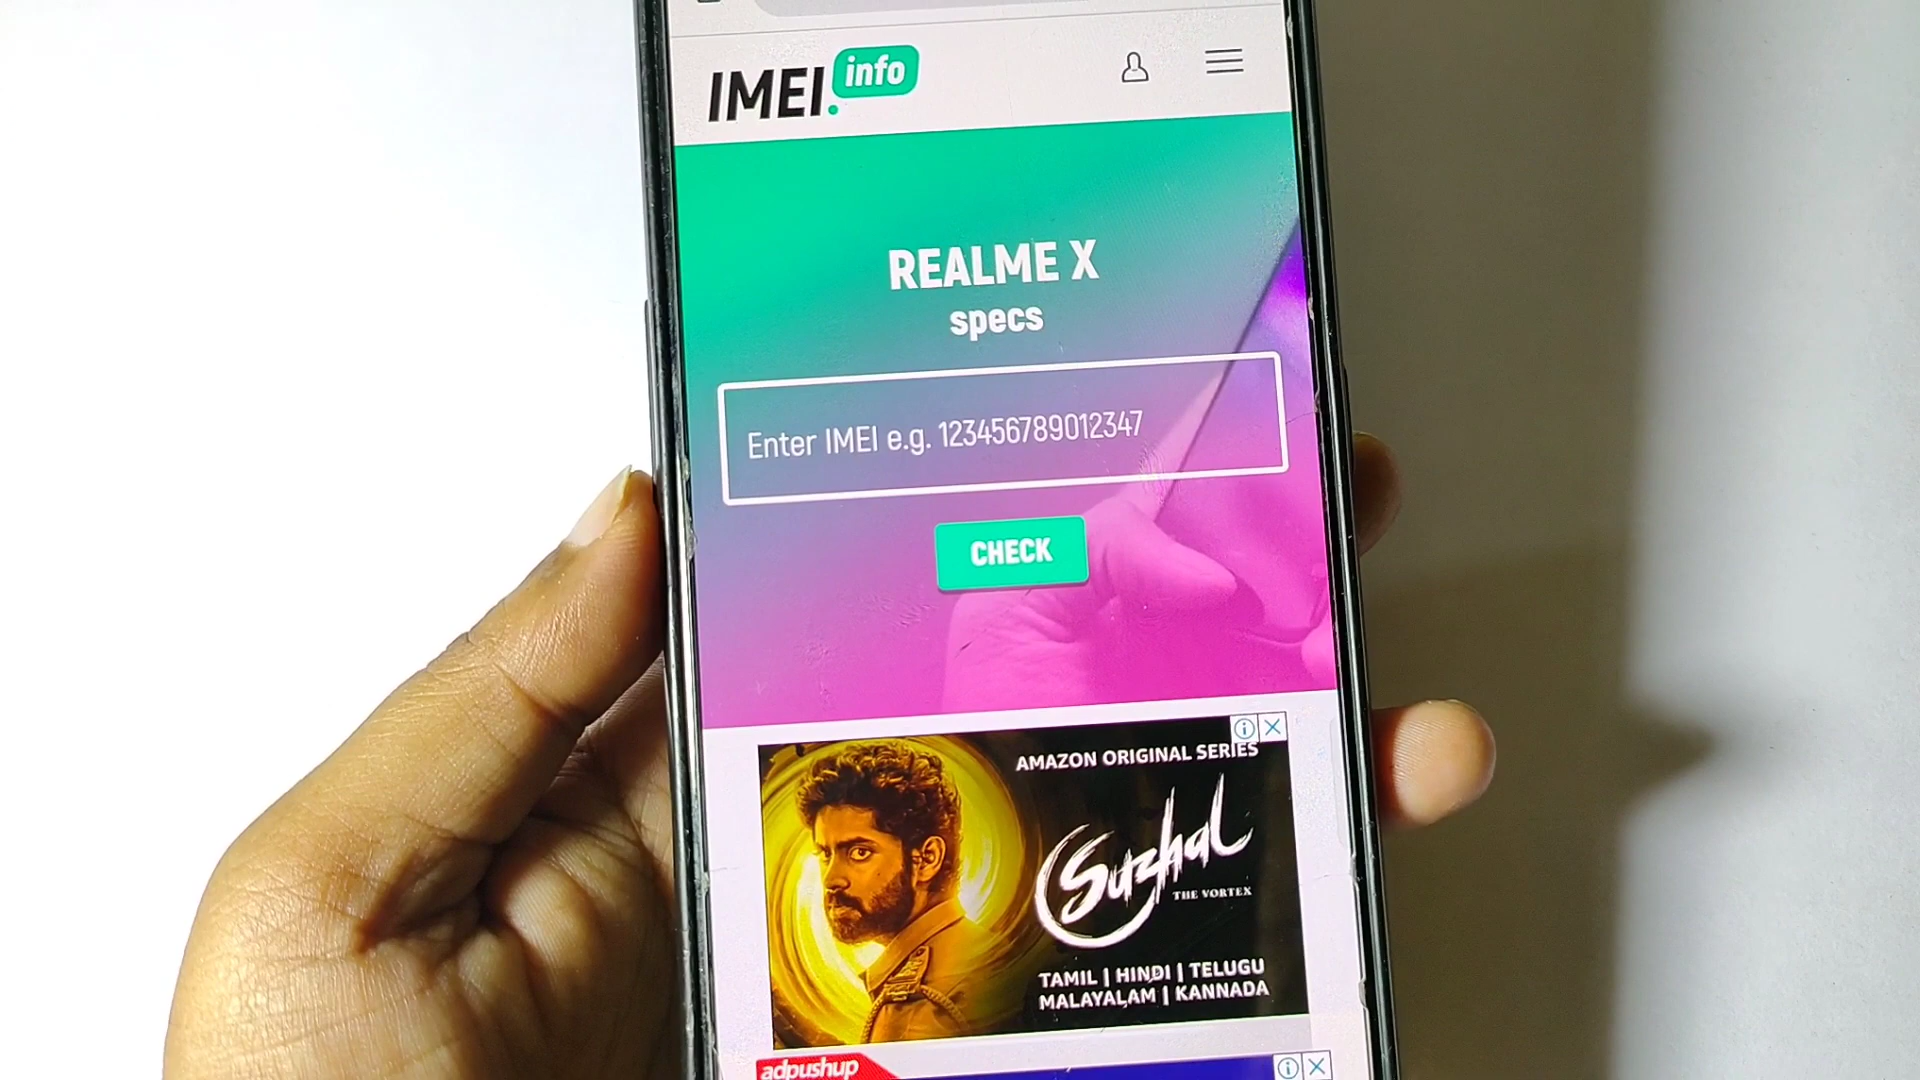 IMEI.info
REALME X
specs
Enter IMEI e.g. 123456789012347
CHECK
AMAZON ORIGINAL SERIES
Suzhal
THE VORTEX
TAMIL | HINDI | TELUGU
MALAYALAM | KANNADA
adpushup